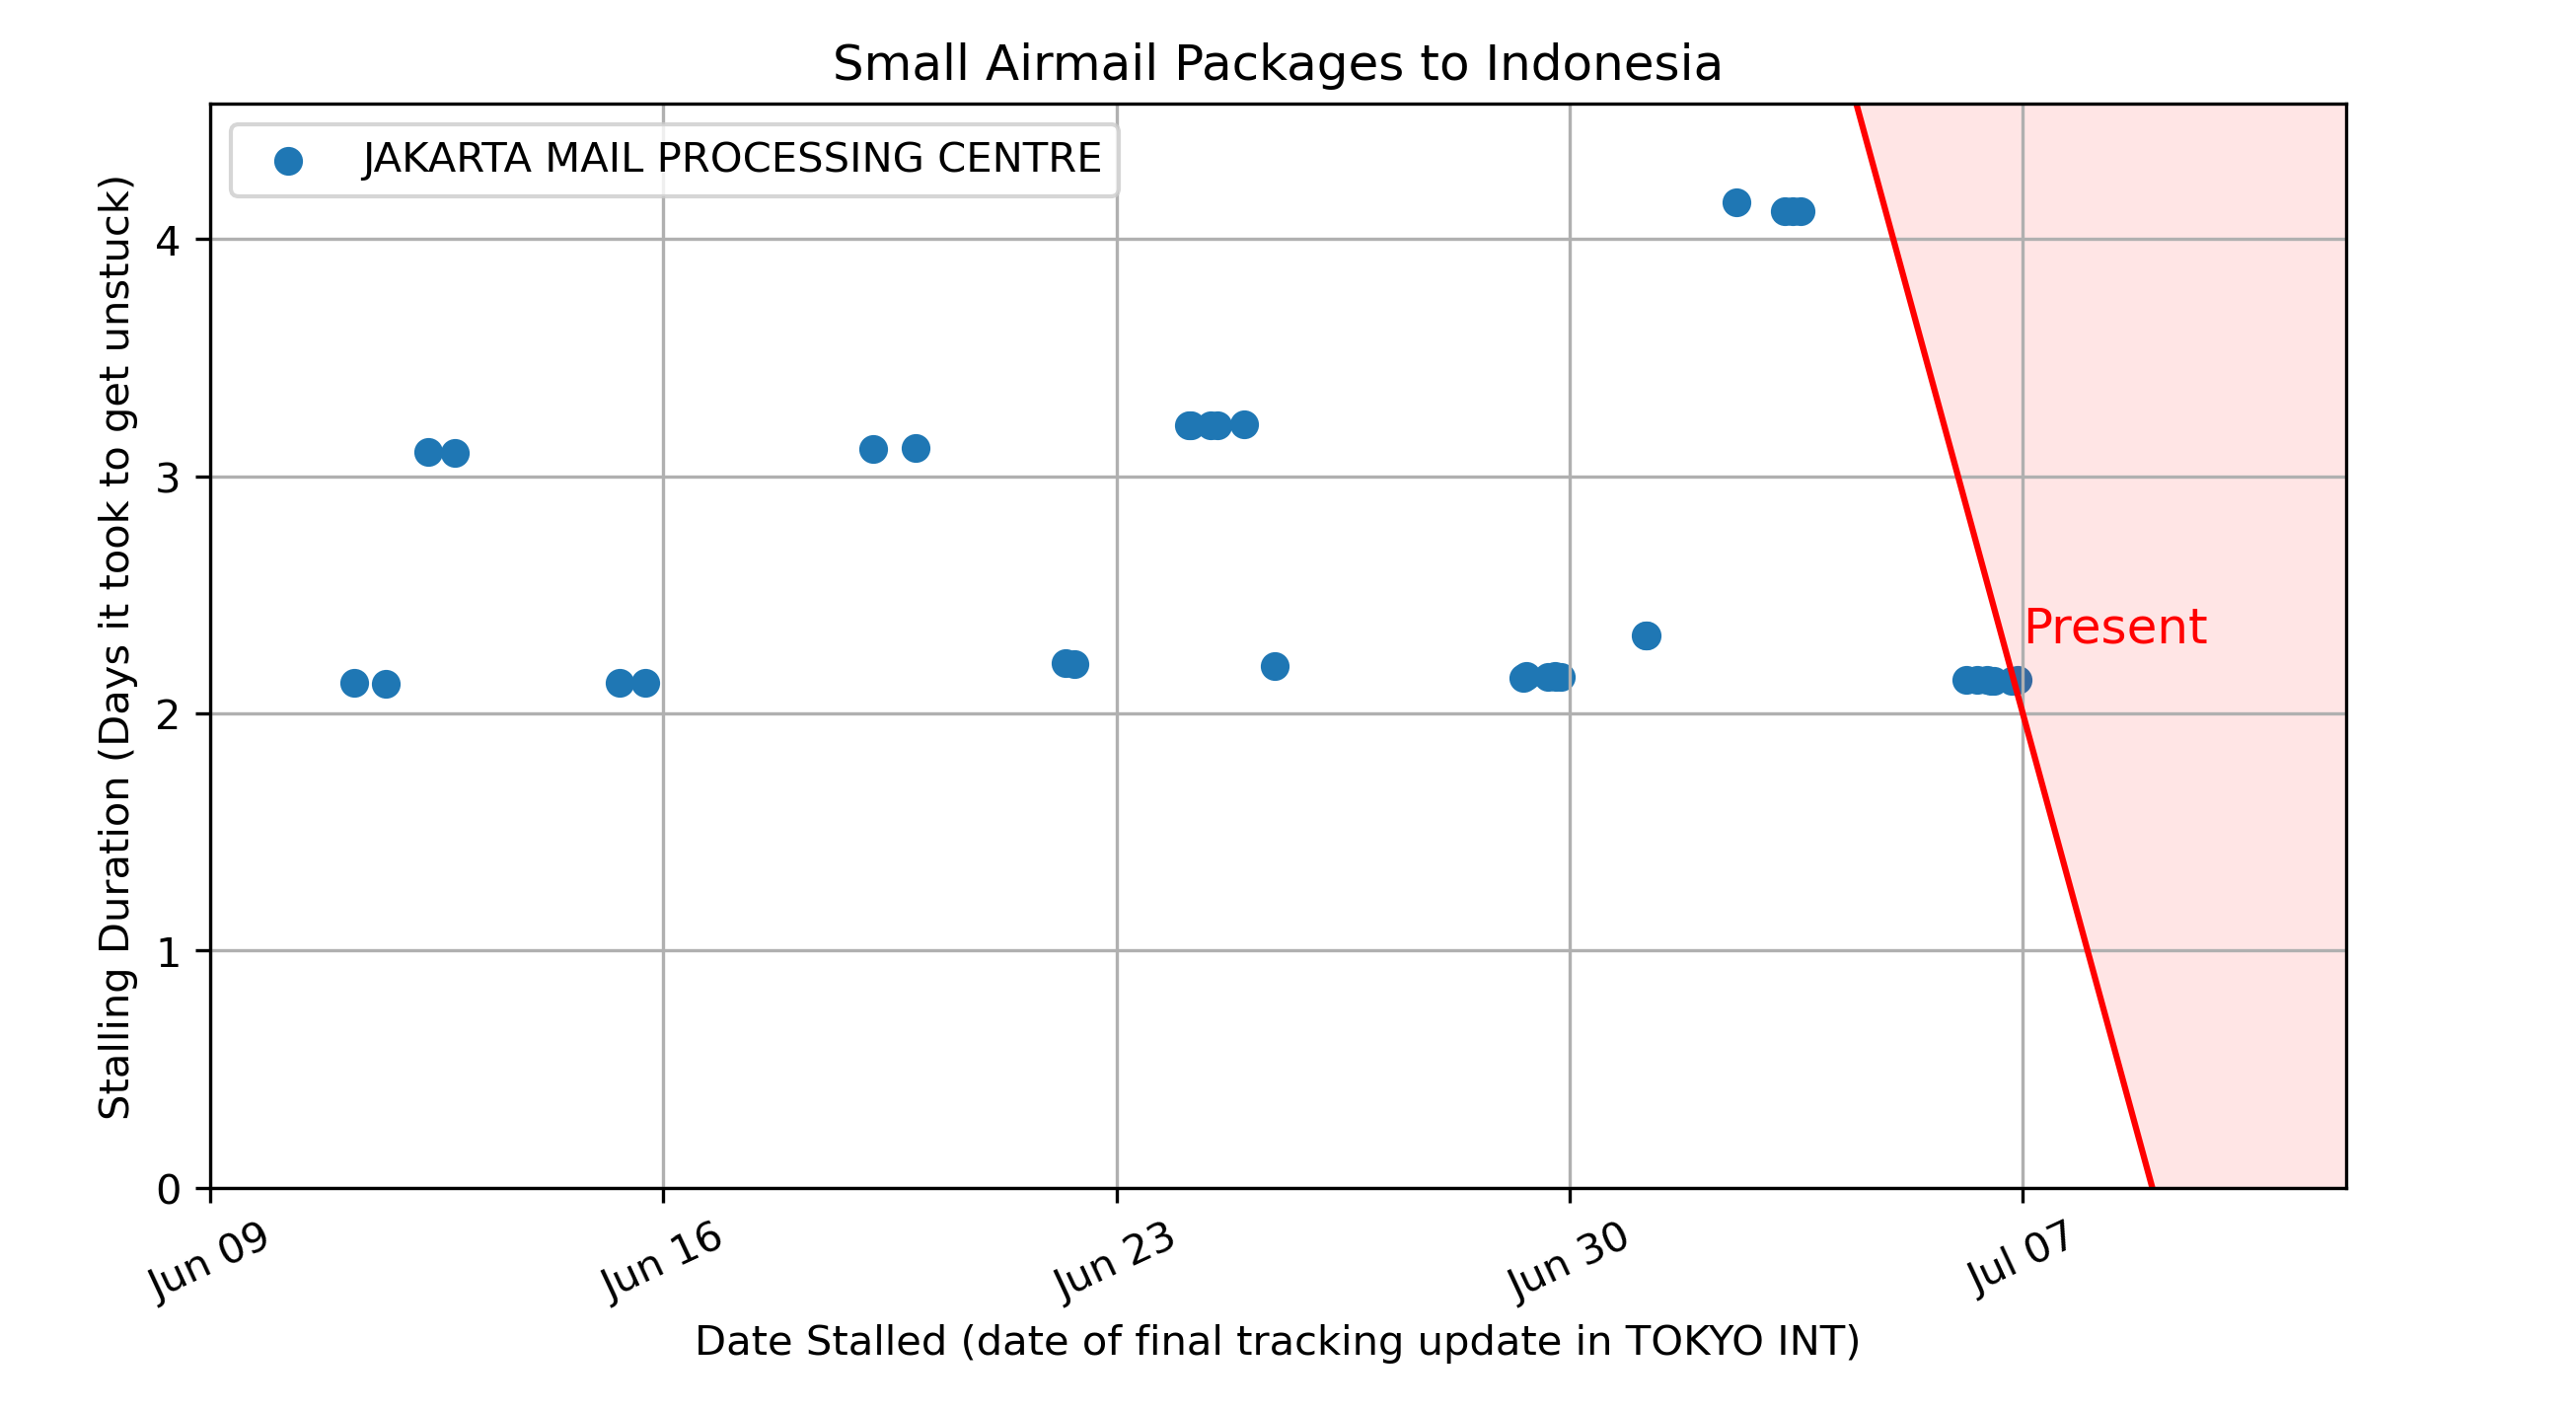 Small Airmail Packages to Indonesia
JAKARTA MAIL PROCESSING CENTRE
Stalling Duration (Days it took to get unstuck)
4
3
2
1
0
Present
Jun 09
Jun 16
Jun 23
Jun 30
Jul 07
Date Stalled (date of final tracking update in TOKYO INT)